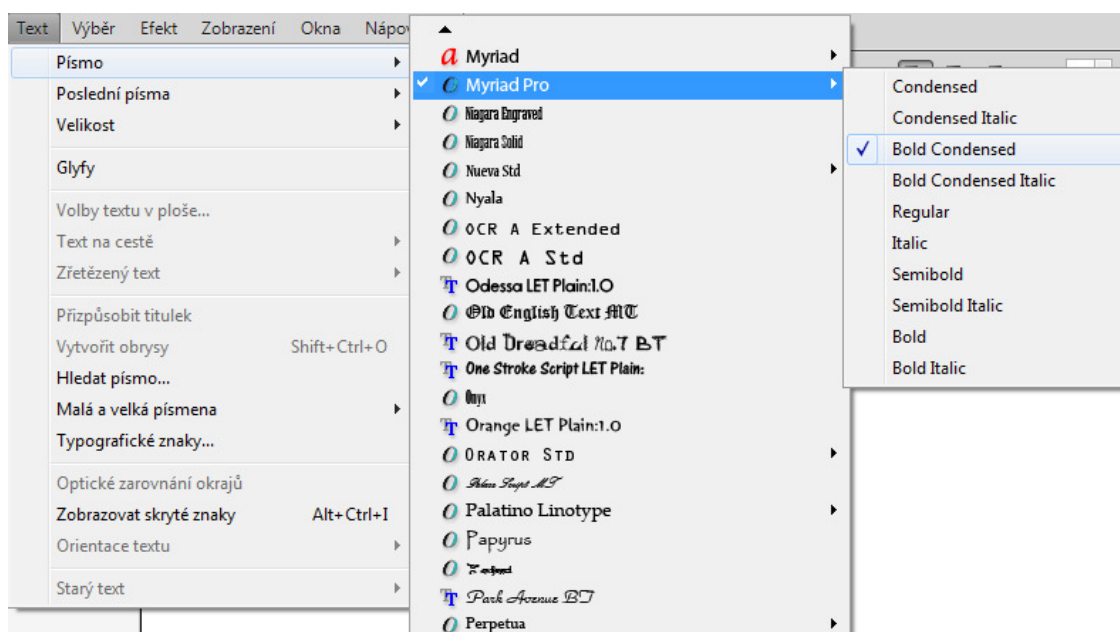 Text Výběr Efekt Zobrazení Okna Nápov
Písmo
Poslední písma
Velikost
Glyfy
Volby textu v ploše...
Text na cestě
Zřetězený text
Přizpůsobit titulek
Vytvořit obrysy Shift+Ctrl+O
Hledat písmo...
Malá a velká písmena
Typografické znaky...
Optické zarovnání okrajů
Zobrazovat skryté znaky Alt+Ctrl+I
Orientace textu
Starý text
Myriad
Myriad Pro
Niagara Engraved
Niagara Solid
Nueva Std
Nyala
OCR A Extended
OCR A Std
Odessa LET Plain:1.0
Old English Text MT
Old Dreadful No.7 BT
One Stroke Script LET Plain:
Onyx
Orange LET Plain:1.0
ORATOR STD
Palace Script MT
Palatino Linotype
Papyrus
Park Avenue BT
Perpetua
Condensed
Condensed Italic
Bold Condensed
Bold Condensed Italic
Regular
Italic
Semibold
Semibold Italic
Bold
Bold Italic